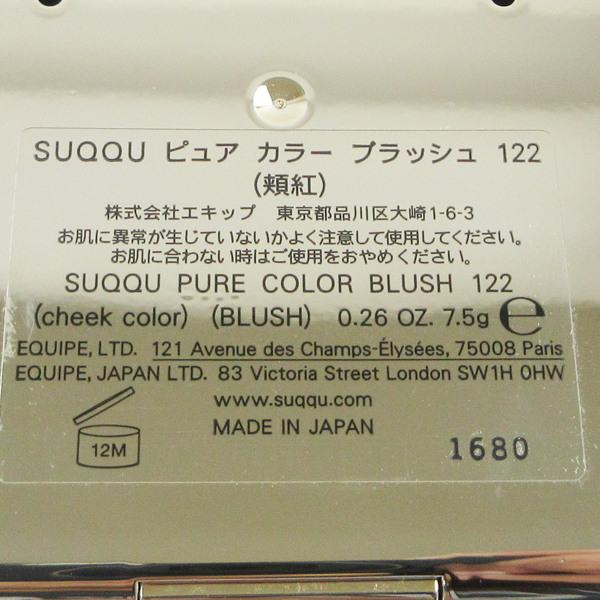 SUQQU ピュア カラー ブラッシュ 122
(頬紅)
株式会社エキップ 東京都品川区大崎1-6-3
お肌に異常が生じていないかよく注意して使用してください。
お肌に合わない時はご使用をおやめください。
SUQQU PURE COLOR BLUSH 122
(cheek color) (BLUSH) 0.26 OZ. 7.5g ℮
EQUIPE, LTD. 121 Avenue des Champs-Élysées, 75008 Paris
EQUIPE, JAPAN LTD. 83 Victoria Street London SW1H 0HW
www.suqqu.com
MADE IN JAPAN
12M
1680